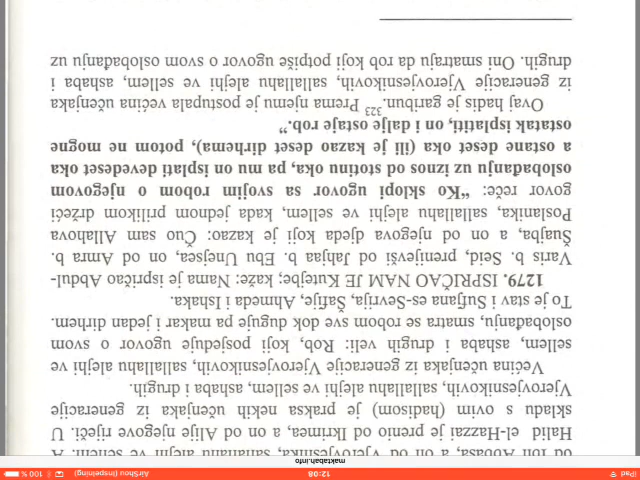 iPad 12:08 AirShou (Inspelning) 100 %
maktabah.info
od Ibn Abbasa, a on od Vjerovjesnika, sallallahu alejhi ve sellem. A
Halid el-Hazzai je prenio od Ikrimea, a on od Alije njegove riječi. U
skladu s ovim (hadisom) je praksa nekih učenjaka iz generacije
Vjerovjesnikovih, sallallahu alejhi ve sellem, ashaba i drugih.
Većina učenjaka iz generacije Vjerovjesnikovih, sallallahu alejhi ve
sellem, ashaba i drugih veli: Rob, koji posjeduje ugovor o svom
oslobađanju, smatra se robom sve dok duguje pa makar i jedan dirhem.
To je stav i Sufjana es-Sevrija, Šafije, Ahmeda i Ishaka.
1279. ISPRIČAO NAM JE Kutejbe; kaže: Nama je ispričao Abdul-
Varis b. Seid, prenijevši od Jahjaa b. Ebu Unejsea, on od Amra b.
Šuajba, a on od njegova djeda koji je kazao: Čuo sam Allahova
Poslanika, sallallahu alejhi ve sellem, kada jednom prilikom držeći
govor reče: “Ko sklopi ugovor sa svojim robom o njegovom
oslobađanju uz iznos od stotinu oka, pa mu on isplati devedeset oka
a ostane deset oka (ili je kazao deset dirhema), potom ne mogne
ostatak isplatiti, on i dalje ostaje rob.”
Ovaj hadis je garibun.323 Prema njemu je postupala većina učenjaka
iz generacije Vjerovjesnikovih, sallallahu alejhi ve sellem, ashaba i
drugih. Oni smatraju da rob koji potpiše ugovor o svom oslobađanju uz